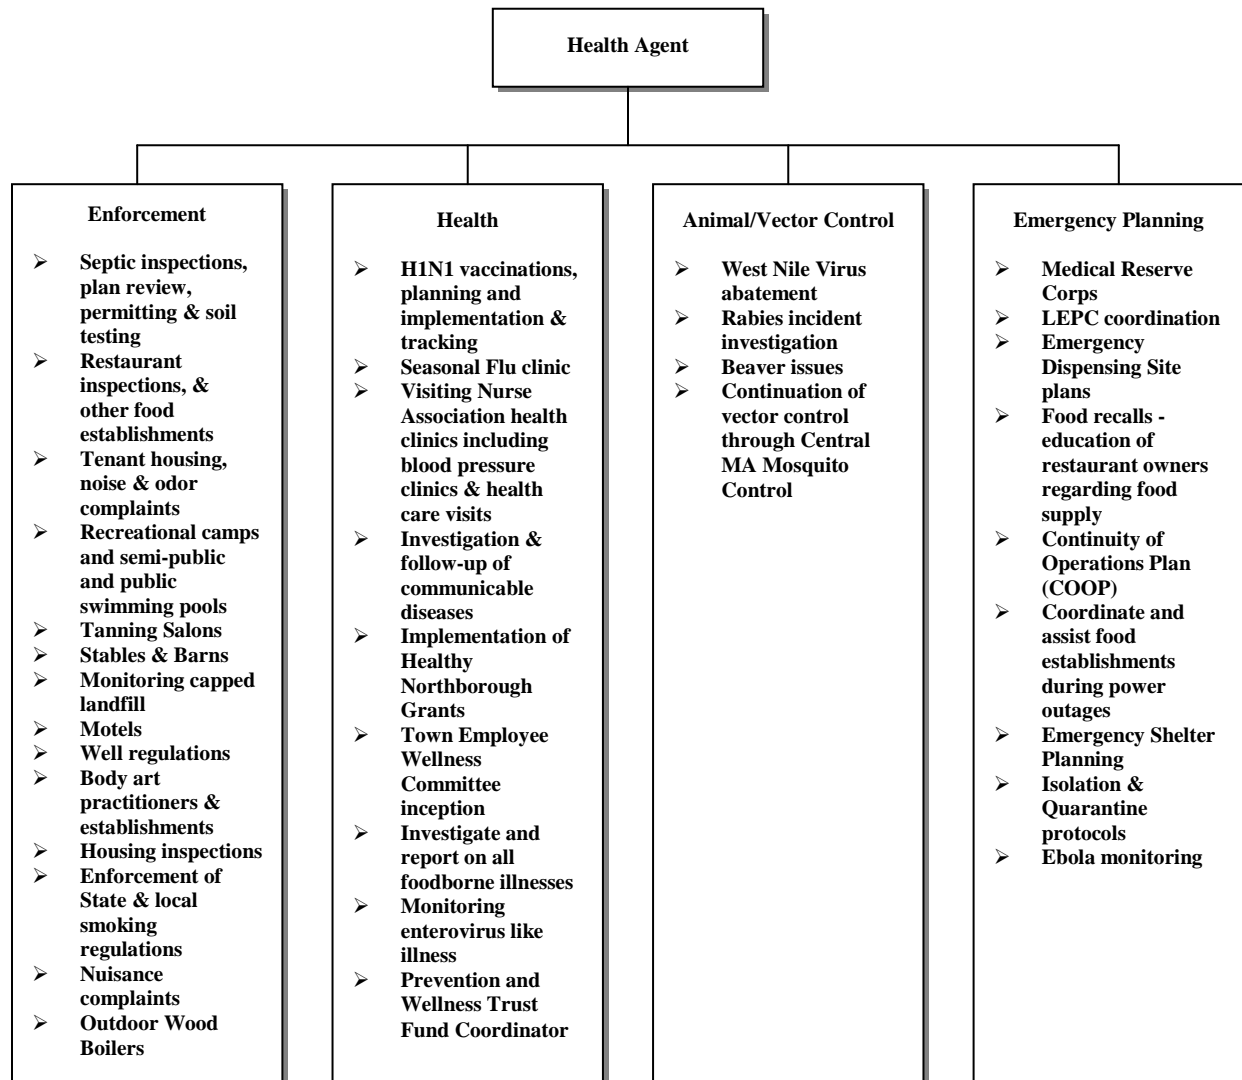 Health Agent
Enforcement
➢ Septic inspections,
plan review,
permitting & soil
testing
➢ Restaurant
inspections, &
other food
establishments
➢ Tenant housing,
noise & odor
complaints
➢ Recreational camps
and semi-public
and public
swimming pools
➢ Tanning Salons
➢ Stables & Barns
➢ Monitoring capped
landfill
➢ Motels
➢ Well regulations
➢ Body art
practitioners &
establishments
➢ Housing inspections
➢ Enforcement of
State & local
smoking
regulations
➢ Nuisance
complaints
➢ Outdoor Wood
Boilers
Health
➢ H1N1 vaccinations,
planning and
implementation &
tracking
➢ Seasonal Flu clinic
➢ Visiting Nurse
Association health
clinics including
blood pressure
clinics & health
care visits
➢ Investigation &
follow-up of
communicable
diseases
➢ Implementation of
Healthy
Northborough
Grants
➢ Town Employee
Wellness
Committee
inception
➢ Investigate and
report on all
foodborne illnesses
➢ Monitoring
enterovirus like
illness
➢ Prevention and
Wellness Trust
Fund Coordinator
Animal/Vector Control
➢ West Nile Virus
abatement
➢ Rabies incident
investigation
➢ Beaver issues
➢ Continuation of
vector control
through Central
MA Mosquito
Control
Emergency Planning
➢ Medical Reserve
Corps
➢ LEPC coordination
➢ Emergency
Dispensing Site
plans
➢ Food recalls -
education of
restaurant owners
regarding food
supply
➢ Continuity of
Operations Plan
(COOP)
➢ Coordinate and
assist food
establishments
during power
outages
➢ Emergency Shelter
Planning
➢ Isolation &
Quarantine
protocols
➢ Ebola monitoring